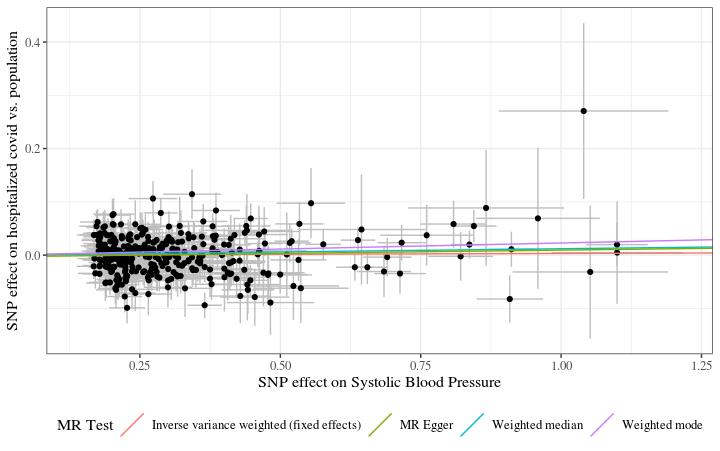 SNP effect on hospitalized covid vs. population
0.4
0.2
0.0
0.25
0.50
0.75
1.00
1.25
SNP effect on Systolic Blood Pressure
MR Test
Inverse variance weighted (fixed effects)
MR Egger
Weighted median
Weighted mode